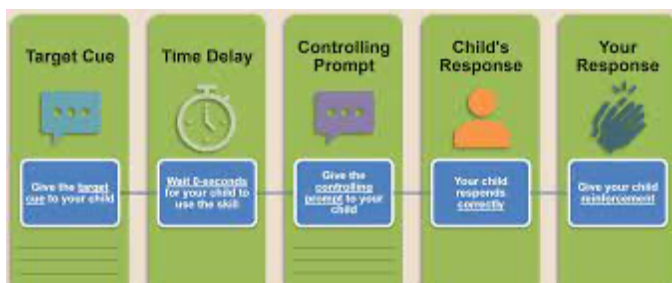 Target Cue
Give the target
cue to your child
Time Delay
Wait 0-seconds
for your child to
use the skill
Controlling
Prompt
Give the
controlling
prompt to your
child
Child's
Response
Your child
responds
correctly
Your
Response
Give your child
reinforcement